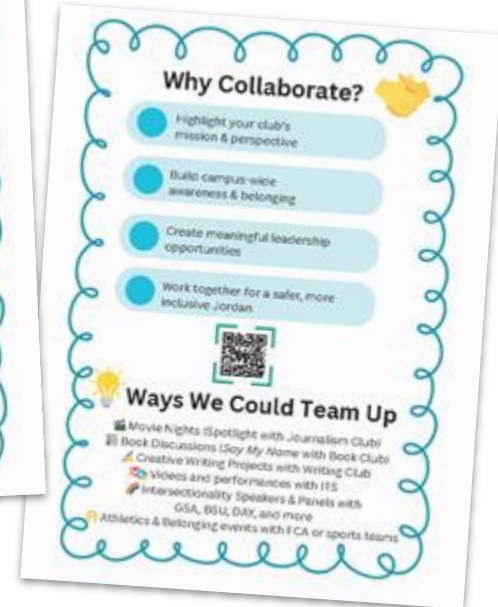 Why Collaborate?
Highlight your club's
mission & perspective
Build campus-wide
awareness & belonging
Create meaningful leadership
opportunities
Work together for a safer, more
inclusive Jordan
Ways We Could Team Up
Movie Nights (Spotlight with Journalism Club)
Book Discussions (Say My Name with Book Club)
Creative Writing Projects with Writing Club
Videos and performances with ITS
Intersectionality Speakers & Panels with
GSA, BSU, DAY, and more
Athletics & Belonging events with FCA or sports teams